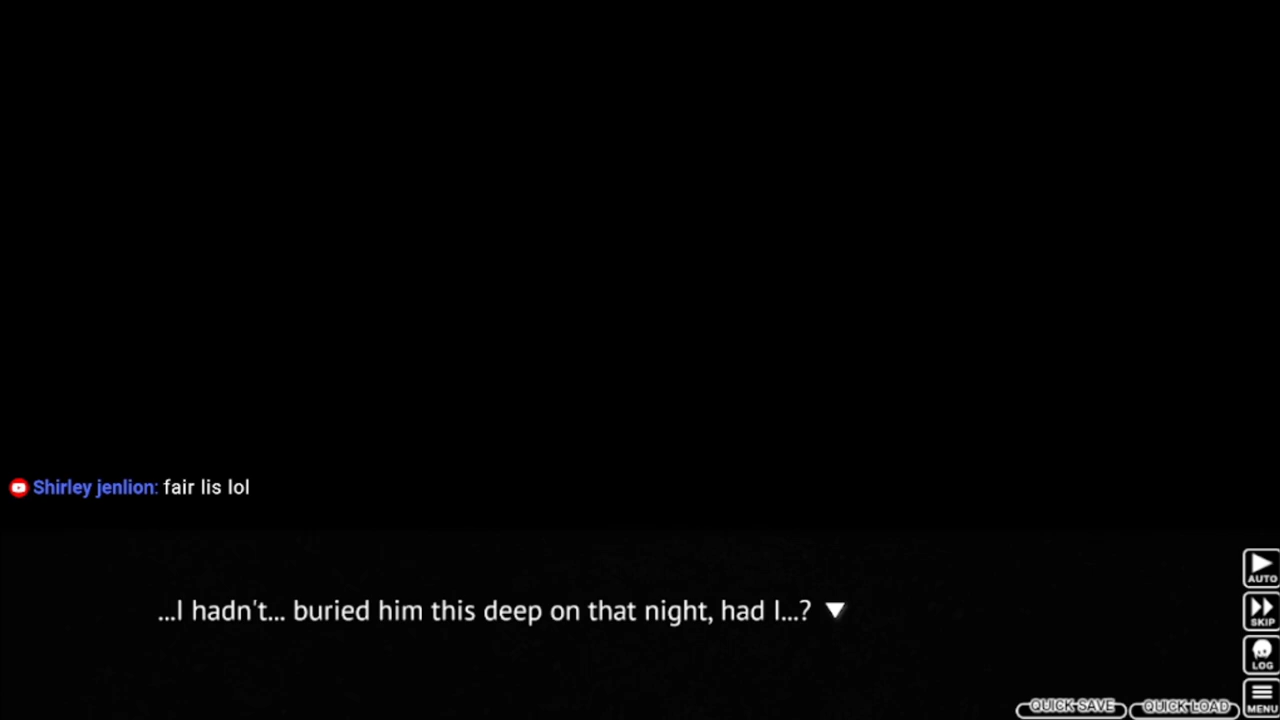 Shirley jenlion: fair lis lol
...I hadn't... buried him this deep on that night, had I...?
AUTO
SKIP
LOG
MENU
QUICK SAVE QUICK LOAD